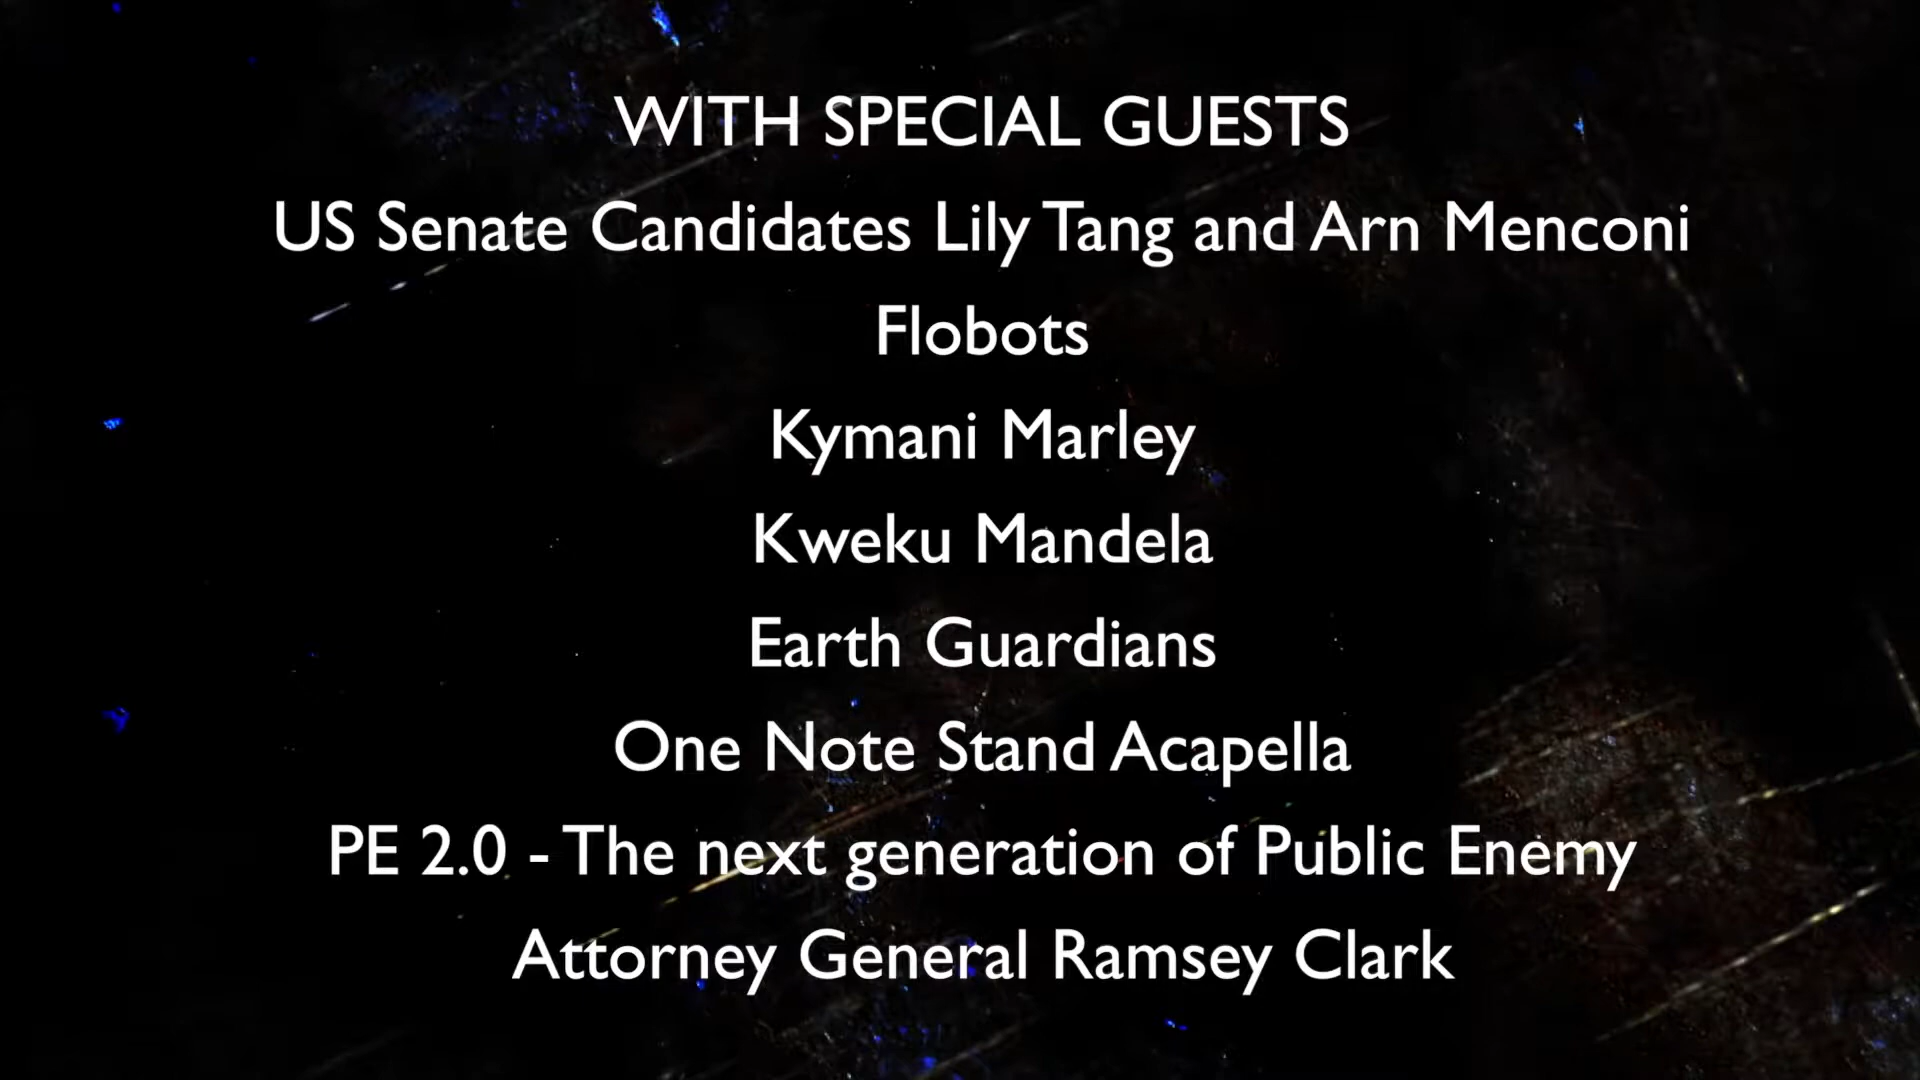 WITH SPECIAL GUESTS
US Senate Candidates Lily Tang and Arn Menconi
Flobots
Kymani Marley
Kweku Mandela
Earth Guardians
One Note Stand Acapella
PE 2.0 - The next generation of Public Enemy
Attorney General Ramsey Clark